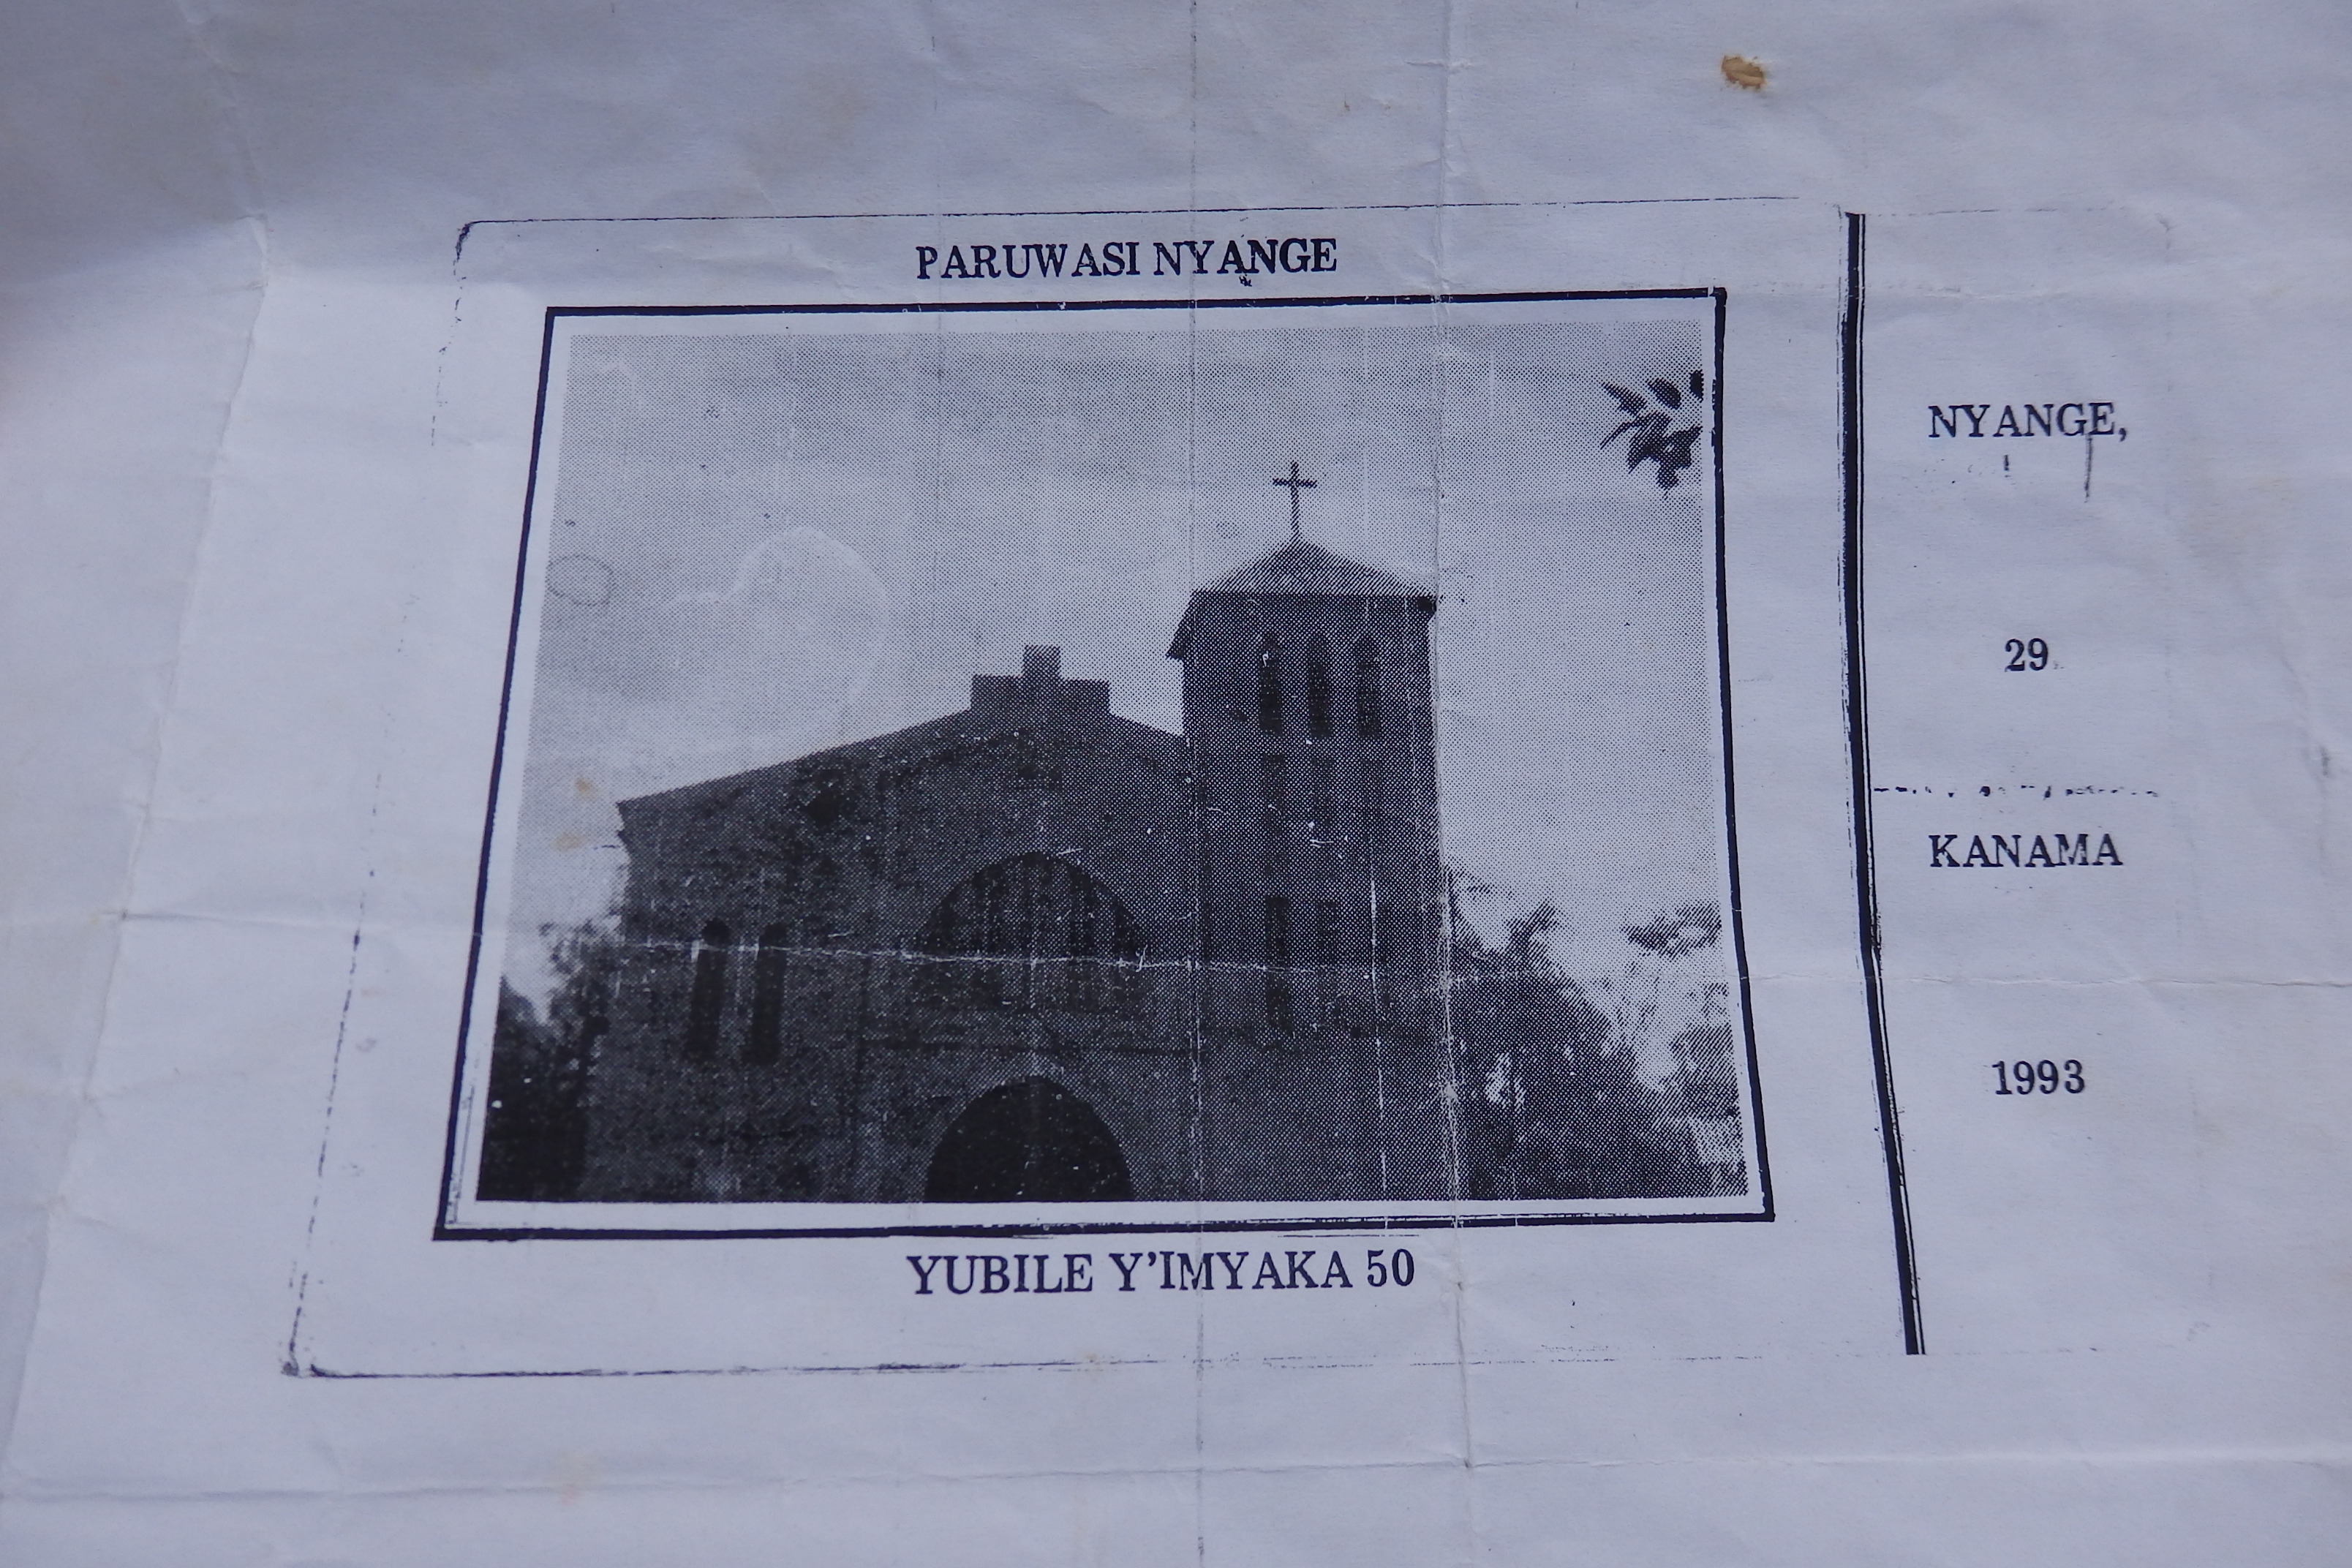 PARUWASI NYANGE
YUBILE Y'IMYAKA 50
NYANGE,
29
KANAMA
1993